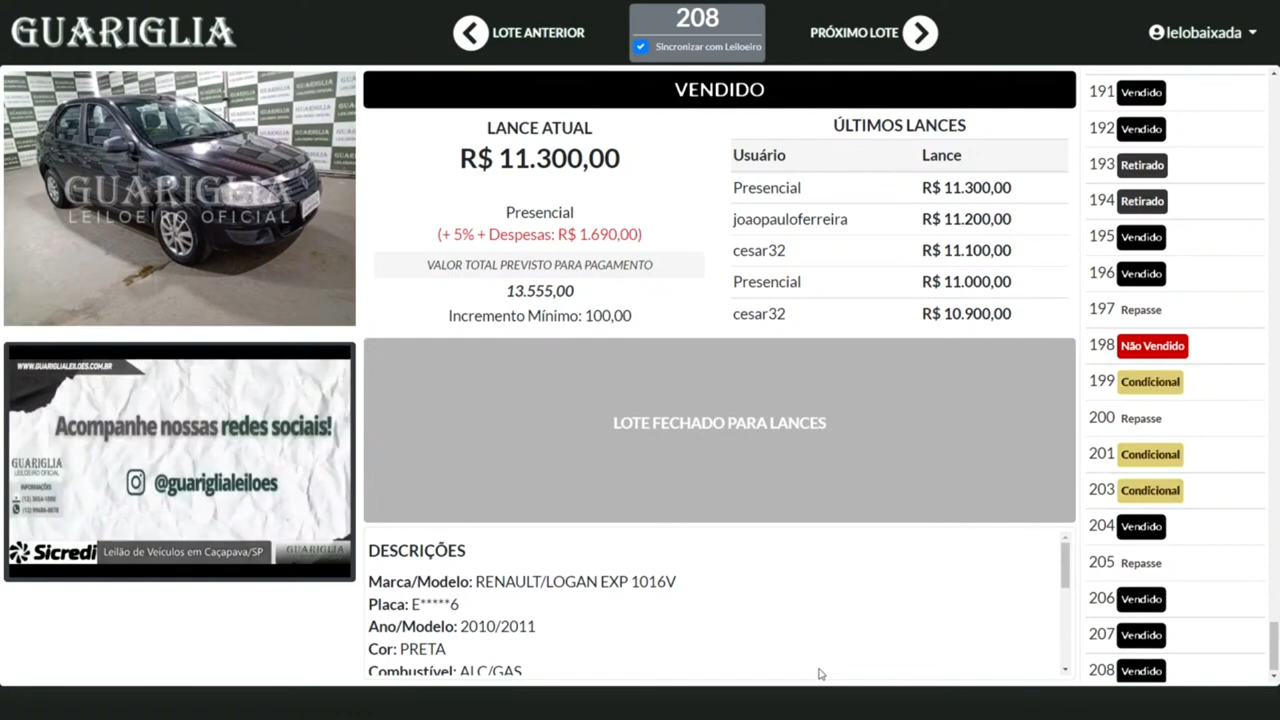 GUARIGLIA
LOTE ANTERIOR
208
Sincronizar com Leiloeiro
PRÓXIMO LOTE
lelobaixada
GUARIGLIA
LEILOEIRO OFICIAL
VENDIDO
LANCE ATUAL
R$ 11.300,00
Presencial
(+ 5% + Despesas: R$ 1.690,00)
VALOR TOTAL PREVISTO PARA PAGAMENTO
13.555,00
Incremento Mínimo: 100,00
ÚLTIMOS LANCES
Usuário Lance
Presencial R$ 11.300,00
joaopauloferreira R$ 11.200,00
cesar32 R$ 11.100,00
Presencial R$ 11.000,00
cesar32 R$ 10.900,00
LOTE FECHADO PARA LANCES
WWW.GUARIGLIALEILOES.COM.BR
Acompanhe nossas redes sociais!
GUARIGLIA
LEILOEIRO OFICIAL
INFORMAÇÕES
@guariglialeiloes
Sicredi
Leilão de Veiculos em Caçapava/SP
GUARIGLIA
DESCRIÇÕES
Marca/Modelo: RENAULT/LOGAN EXP 1016V
Placa: E*****6
Ano/Modelo: 2010/2011
Cor: PRETA
Combustível: ALC/GAS
191 Vendido
192 Vendido
193 Retirado
194 Retirado
195 Vendido
196 Vendido
197 Repasse
198 Não Vendido
199 Condicional
200 Repasse
201 Condicional
203 Condicional
204 Vendido
205 Repasse
206 Vendido
207 Vendido
208 Vendido